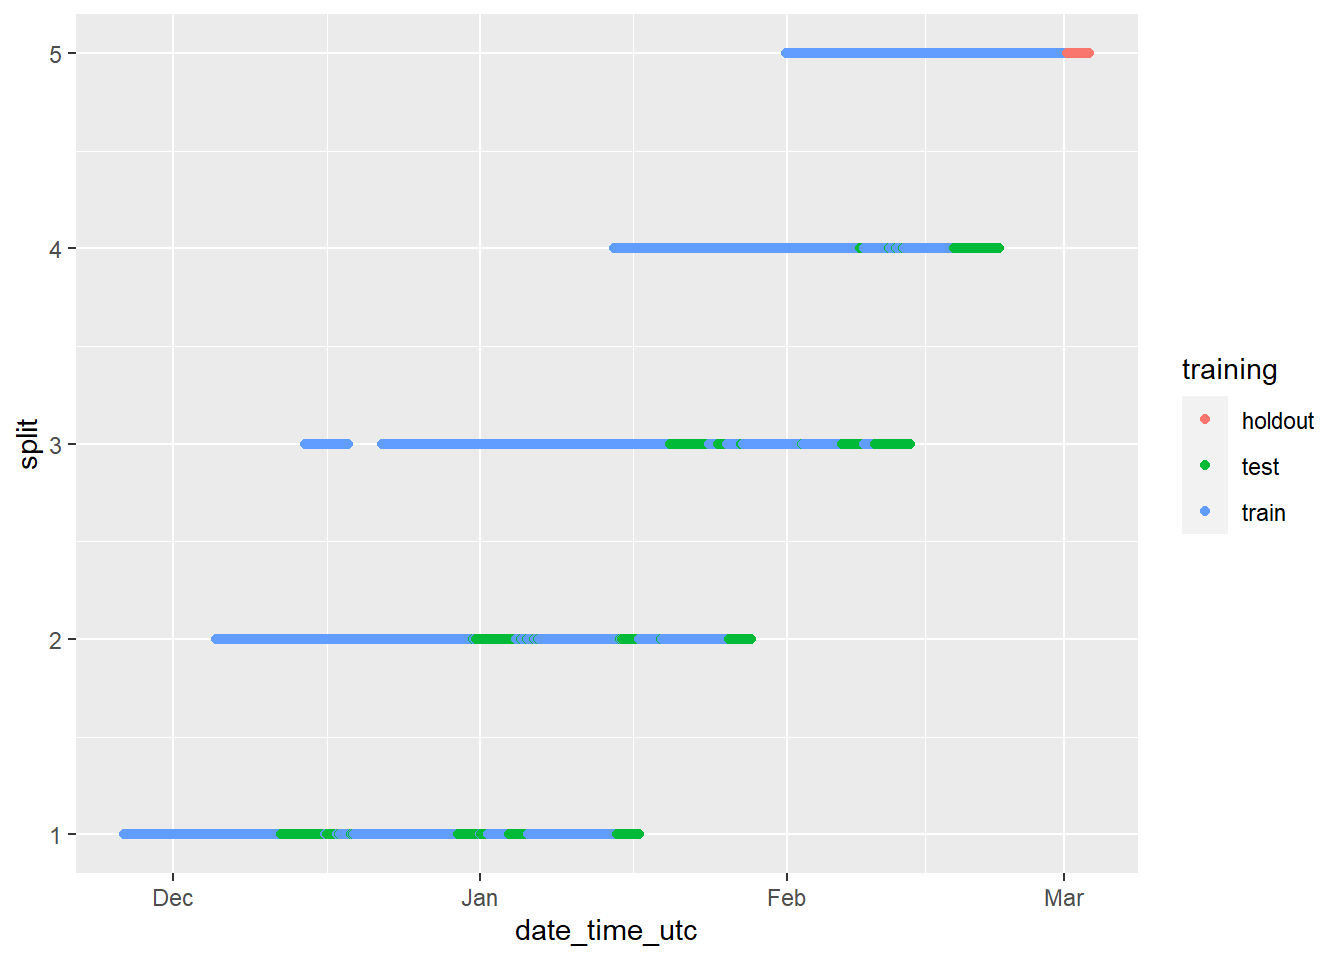 5
4
3
2
1
split
Dec
Jan
Feb
Mar
date_time_utc
training
holdout
test
train